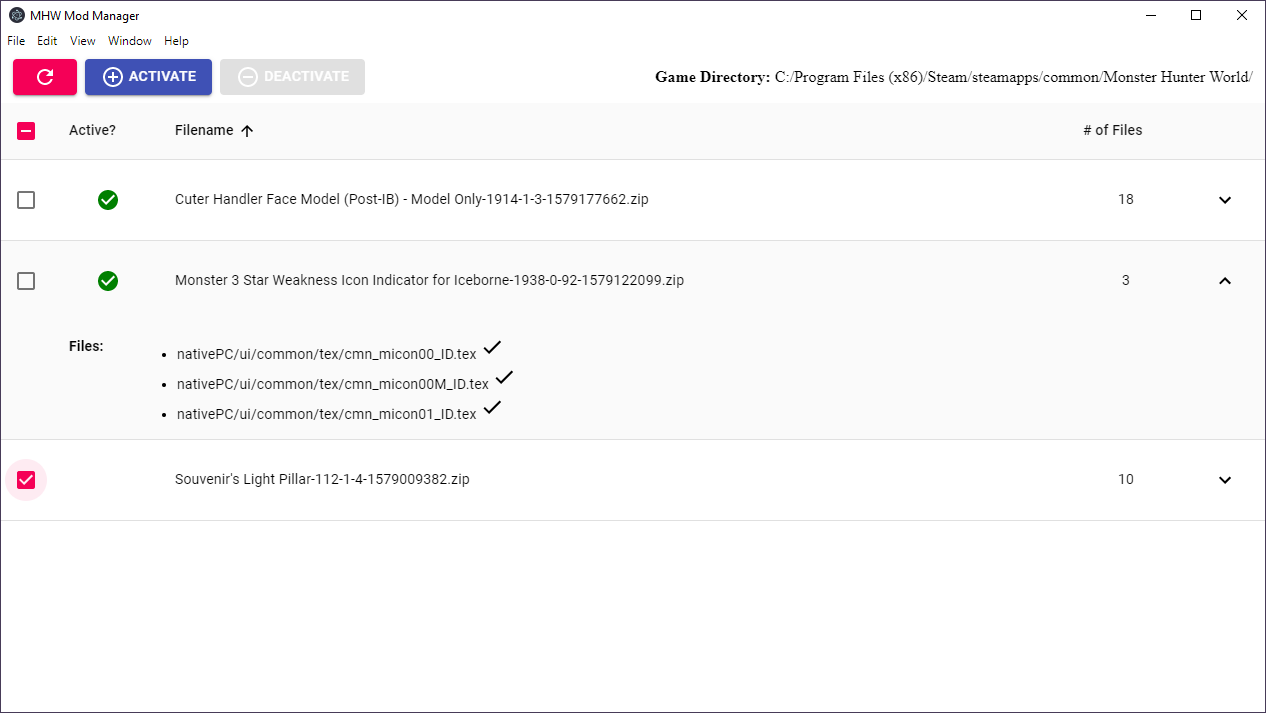 MHW Mod Manager
File Edit View Window Help
ACTIVATE DEACTIVATE Game Directory: C:/Program Files (x86)/Steam/steamapps/common/Monster Hunter World/
Active? Filename # of Files
Cuter Handler Face Model (Post-IB) - Model Only-1914-1-3-1579177662.zip 18
Monster 3 Star Weakness Icon Indicator for Iceborne-1938-0-92-1579122099.zip 3
Files:
nativePC/ui/common/tex/cmn_micon00_ID.tex
nativePC/ui/common/tex/cmn_micon00M_ID.tex
nativePC/ui/common/tex/cmn_micon01_ID.tex
Souvenir's Light Pillar-112-1-4-1579009382.zip 10